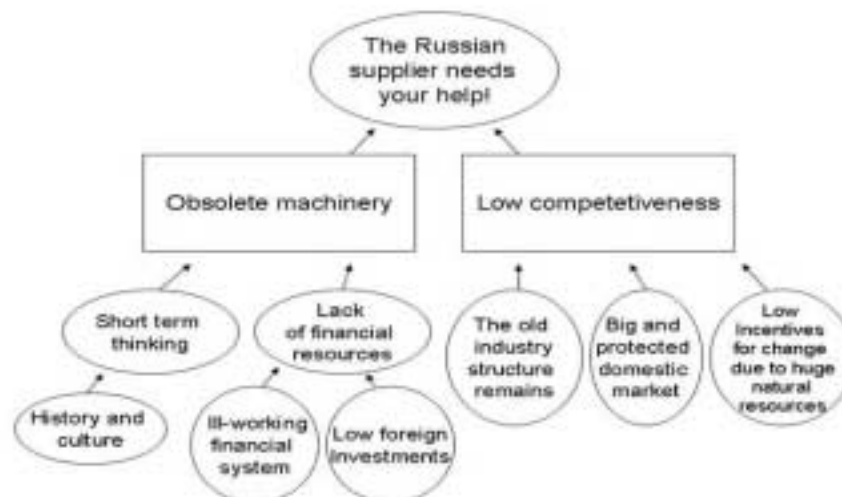 The Russian
supplier needs
your help!
Obsolete machinery
Low competetiveness
Short term
thinking
Lack
of financial
resources
The old
industry
structure
remains
Big and
protected
domestic
market
Low
incentives
for change
due to huge
natural
resources
History and
culture
Ill-working
financial
system
Low foreign
investments